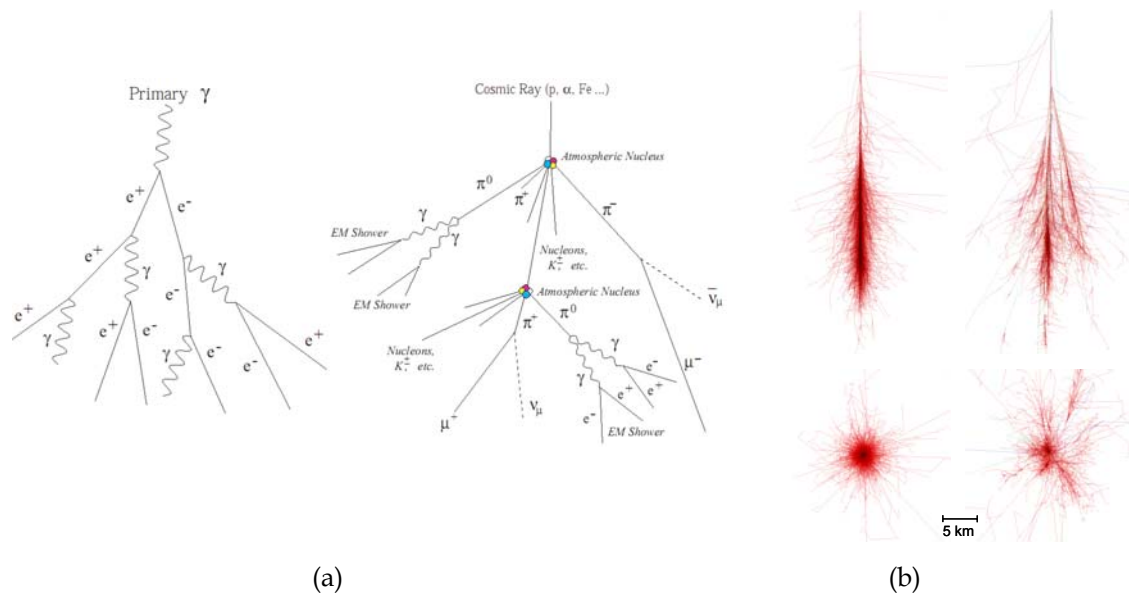 Primary γ
e⁺
e⁻
e⁺
γ
e⁻
γ
e⁺
γ
e⁺
e⁻
γ
e⁻
e⁻
e⁺
Cosmic Ray (p, α, Fe ...)
Atmospheric Nucleus
π⁰
π⁺
π⁻
γ
γ
EM Shower
EM Shower
Nucleons,
K±, etc.
Atmospheric Nucleus
ν̄μ
π⁺
π⁰
Nucleons,
K±, etc.
γ
γ
e⁻
e⁺
e⁺
e⁻
μ⁻
μ⁺
νμ
EM Shower
5 km
(a)
(b)